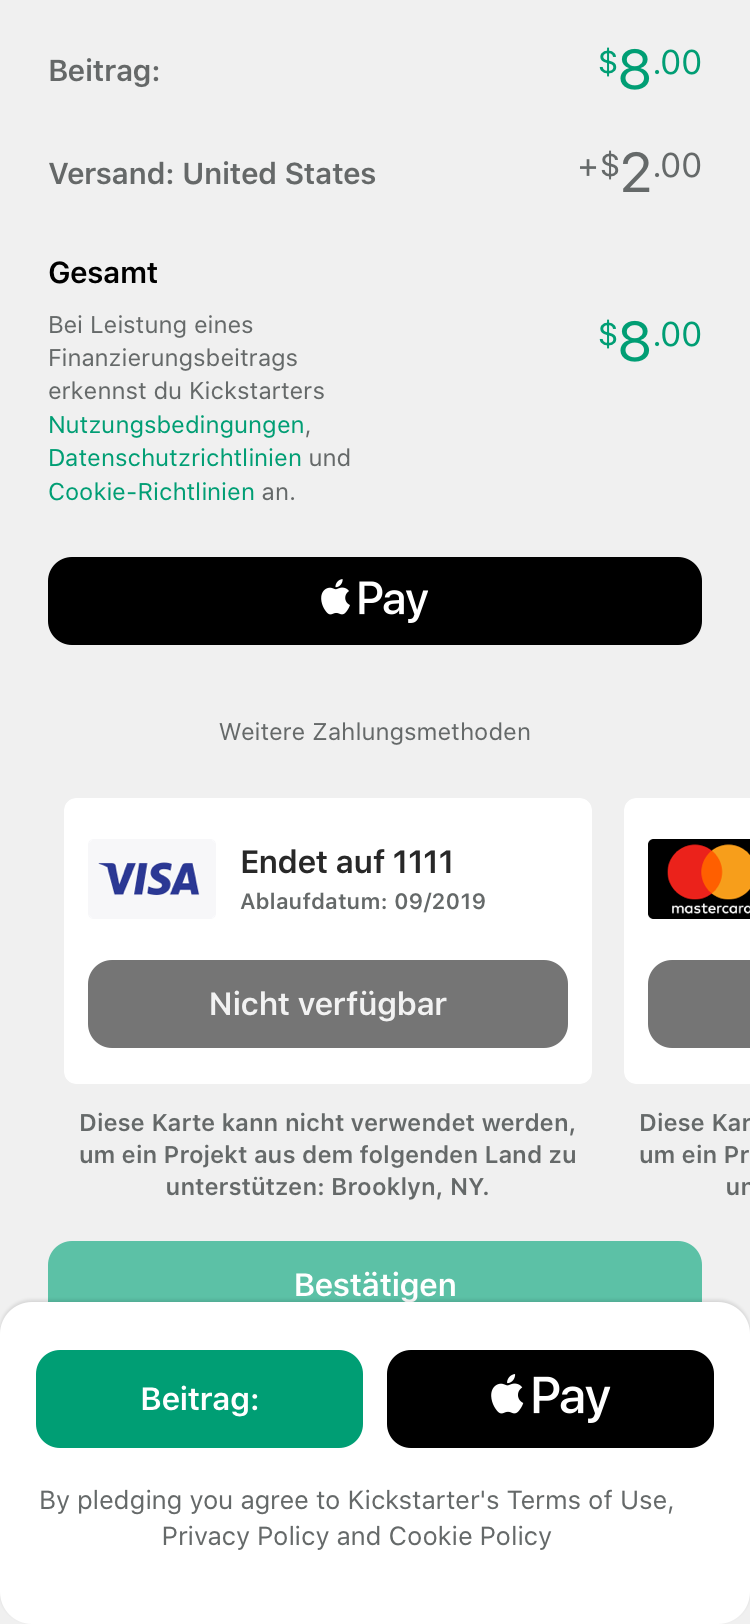 Beitrag:
$8.00
Versand: United States
+$2.00
Gesamt
Bei Leistung eines
Finanzierungsbeitrags
erkennst du Kickstarters
Nutzungsbedingungen,
Datenschutzrichtlinien und
Cookie-Richtlinien an.
$8.00
Pay
Weitere Zahlungsmethoden
VISA
Endet auf 1111
Ablaufdatum: 09/2019
Nicht verfügbar
Diese Karte kann nicht verwendet werden,
um ein Projekt aus dem folgenden Land zu
unterstützen: Brooklyn, NY.
mastercard
Diese Kar
um ein Pr
un
Bestätigen
Beitrag:
Pay
By pledging you agree to Kickstarter's Terms of Use,
Privacy Policy and Cookie Policy